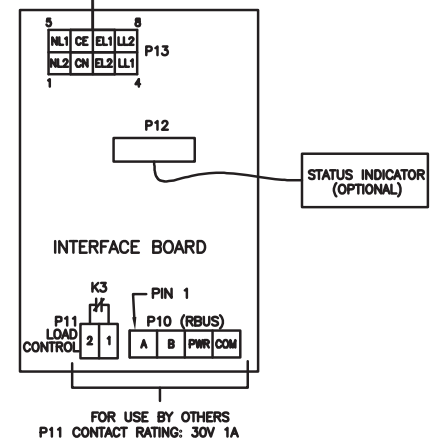 5 8
NL1 CE EL1 LL2
P13
NL2 CN EL2 LL1
1 4
P12
STATUS INDICATOR
(OPTIONAL)
INTERFACE BOARD
K3
PIN 1
P11
LOAD
CONTROL
2 1
P10 (RBUS)
A B PWR COM
FOR USE BY OTHERS
P11 CONTACT RATING: 30V 1A